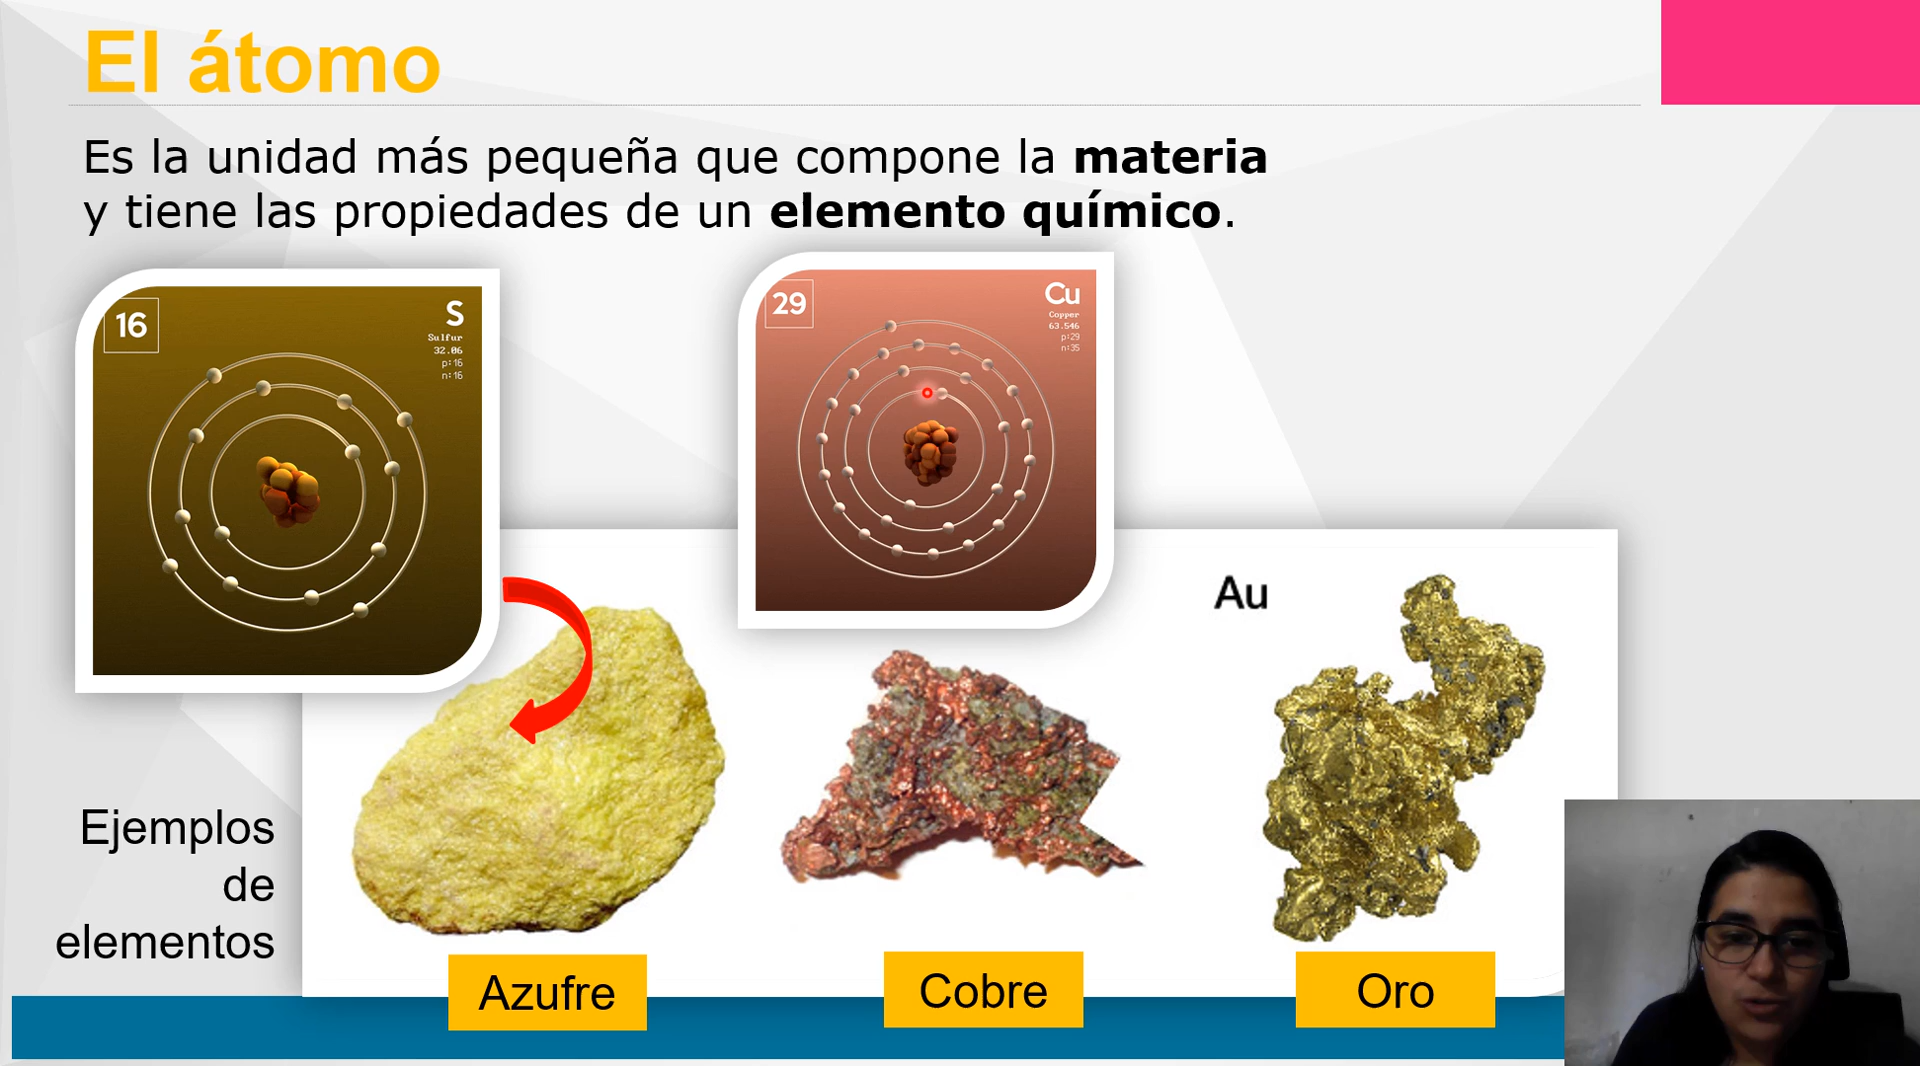 El átomo
Es la unidad más pequeña que compone la materia
y tiene las propiedades de un elemento químico.
16
S
Sulfur
32.06
p:16
n:16
29
Cu
Copper
63.546
p:29
n:35
Au
Ejemplos
de
elementos
Azufre
Cobre
Oro